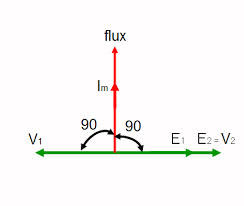 flux
Im
90 90
V1 E1 E2 = V2